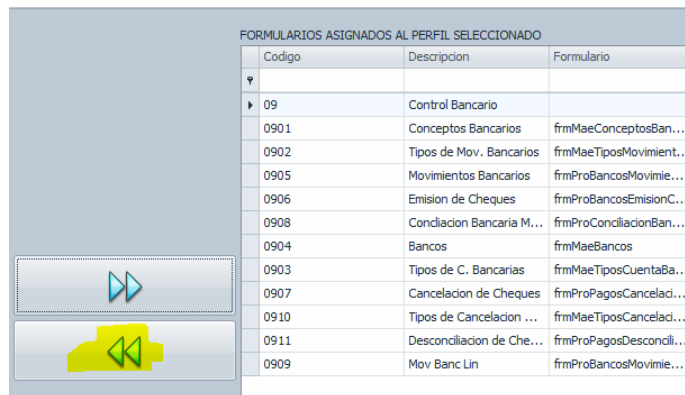 FORMULARIOS ASIGNADOS AL PERFIL SELECCIONADO
Codigo Descripcion Formulario
09 Control Bancario
0901 Conceptos Bancarios frmMaeConceptosBan...
0902 Tipos de Mov. Bancarios frmMaeTiposMovimient...
0905 Movimientos Bancarios frmProBancosMovimie...
0906 Emision de Cheques frmProBancosEmisionC...
0908 Concliacion Bancaria M... frmProConciliacionBan...
0904 Bancos frmMaeBancos
0903 Tipos de C. Bancarias frmMaeTiposCuentaBa...
0907 Cancelacion de Cheques frmProPagosCancelaci...
0910 Tipos de Cancelacion ... frmMaeTiposCancelaci...
0911 Desconciliacion de Che... frmProPagosDesconcili...
0909 Mov Banc Lin frmProBancosMovimie...